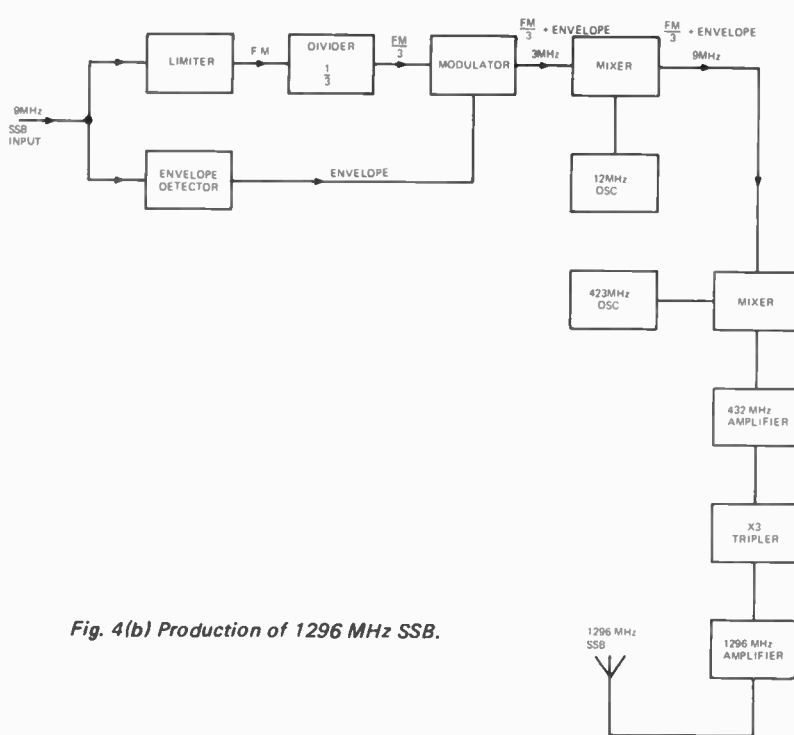 FM/3 + ENVELOPE
FM/3 + ENVELOPE
LIMITER
FM
DIVIDER
1/3
FM/3
MODULATOR
3MHz
MIXER
9MHz
9MHz
SSB
INPUT
ENVELOPE
DETECTOR
ENVELOPE
12MHz
OSC
423MHz
OSC
MIXER
432 MHz
AMPLIFIER
X3
TRIPLER
Fig. 4(b) Production of 1296 MHz SSB.
1296 MHz
SSB
1296 MHz
AMPLIFIER